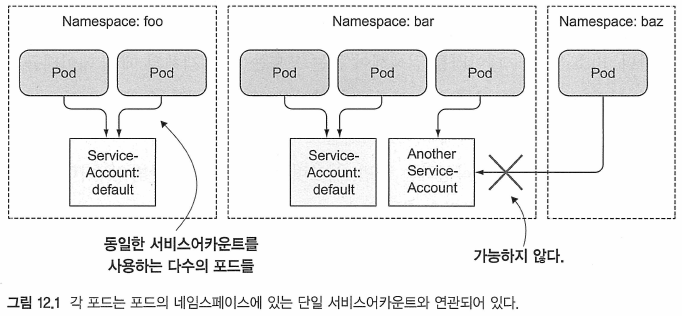 Namespace: foo
Pod
Pod
Service-
Account:
default
동일한 서비스어카운트를
사용하는 다수의 포드들
Namespace: bar
Pod
Pod
Pod
Service-
Account:
default
Another
Service-
Account
가능하지 않다.
Namespace: baz
Pod
그림 12.1 각 포드는 포드의 네임스페이스에 있는 단일 서비스어카운트와 연관되어 있다.